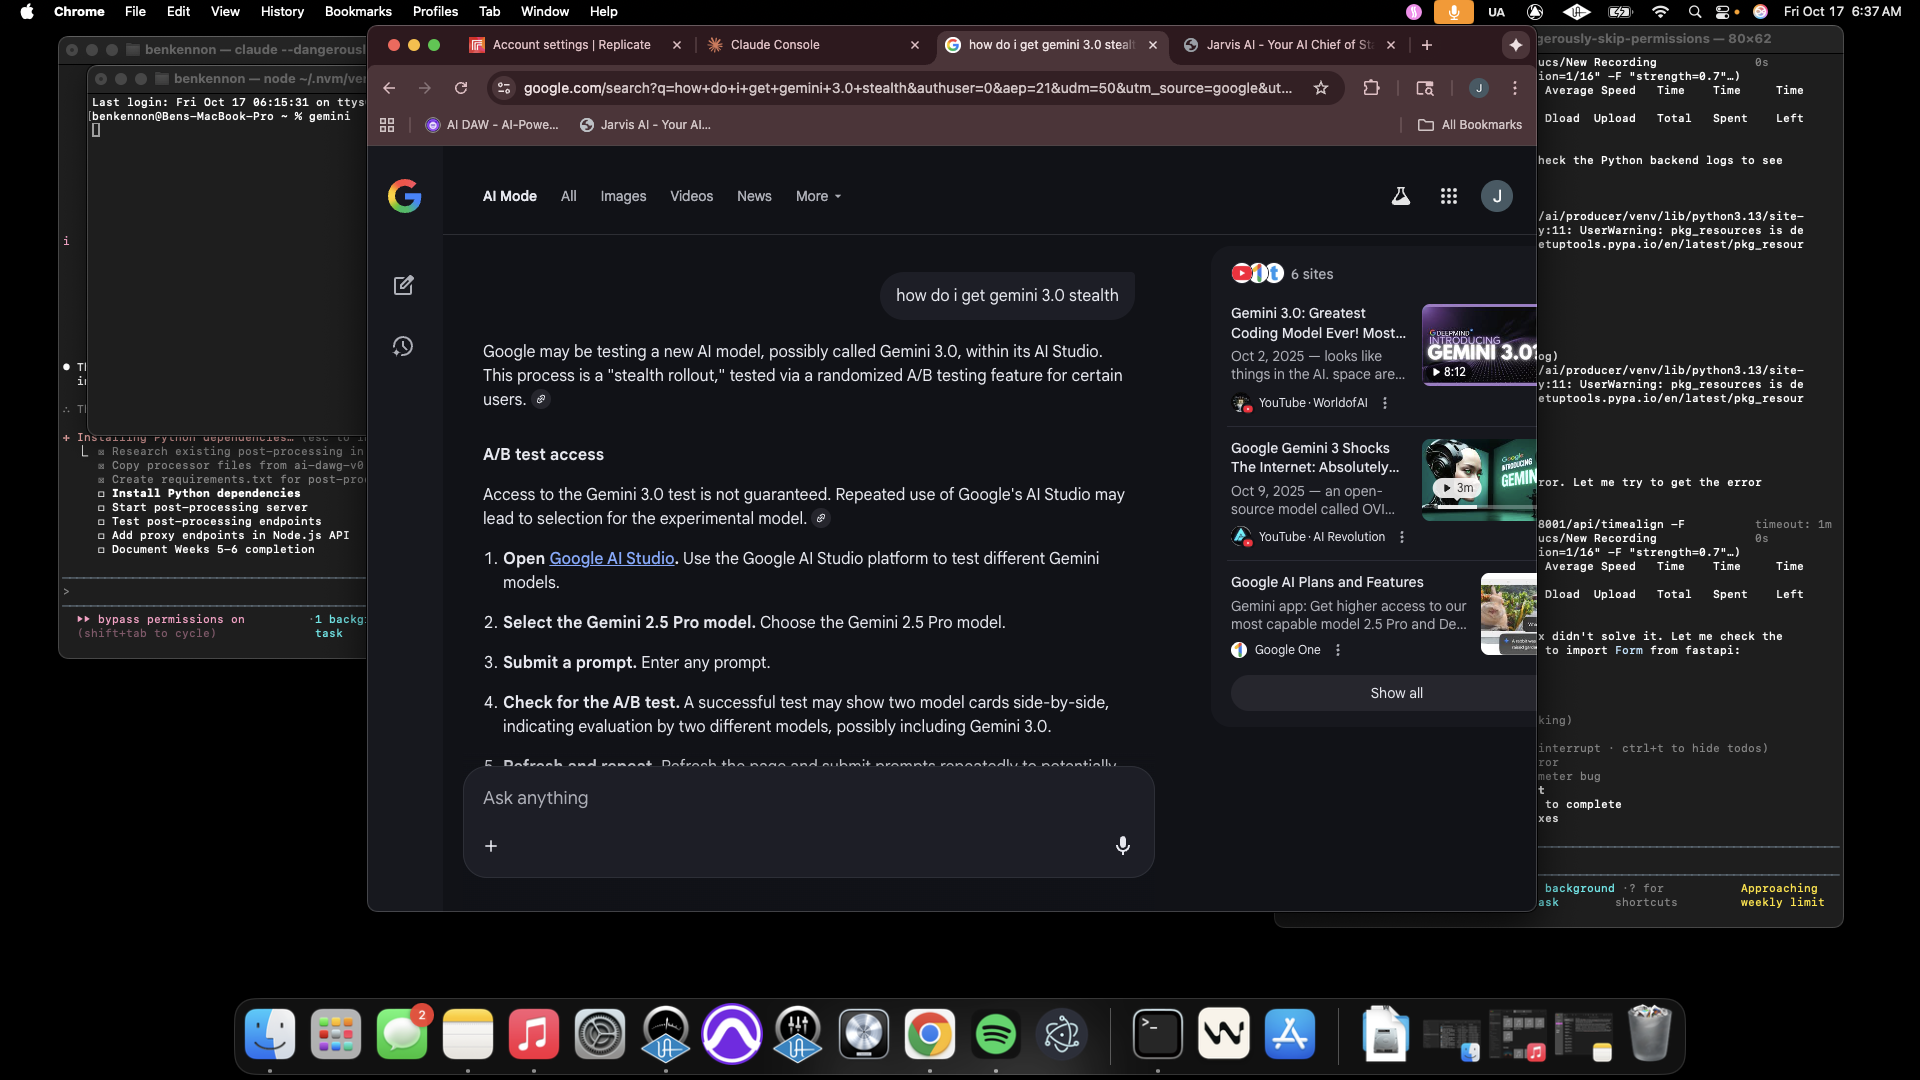 Chrome File Edit View History Bookmarks Profiles Tab Window Help
UA Fri Oct 17 6:37 AM
benkennon — claude --dangerously
benkennon — node ~/.nvm/ver
Last login: Fri Oct 17 06:15:31 on ttys
benkennon@Bens-MacBook-Pro ~ % gemini
i
Installing Python dependencies… (esc to i
Research existing post-processing in
Copy processor files from ai-dawg-v0
Create requirements.txt for post-pro
Install Python dependencies
Start post-processing server
Test post-processing endpoints
Add proxy endpoints in Node.js API
Document Weeks 5-6 completion
>
bypass permissions on · 1 backg
(shift+tab to cycle) task
Account settings | Replicate
Claude Console
how do i get gemini 3.0 stealt
Jarvis AI - Your AI Chief of Sta
google.com/search?q=how+do+i+get+gemini+3.0+stealth&authuser=0&aep=21&udm=50&utm_source=google&ut...
J
AI DAW - AI-Powe...
Jarvis AI - Your AI...
All Bookmarks
AI Mode All Images Videos News More
J
how do i get gemini 3.0 stealth
Google may be testing a new AI model, possibly called Gemini 3.0, within its AI Studio.
This process is a "stealth rollout," tested via a randomized A/B testing feature for certain
users.
A/B test access
Access to the Gemini 3.0 test is not guaranteed. Repeated use of Google's AI Studio may
lead to selection for the experimental model.
1. Open Google AI Studio. Use the Google AI Studio platform to test different Gemini
models.
2. Select the Gemini 2.5 Pro model. Choose the Gemini 2.5 Pro model.
3. Submit a prompt. Enter any prompt.
4. Check for the A/B test. A successful test may show two model cards side-by-side,
indicating evaluation by two different models, possibly including Gemini 3.0.
5. Refresh and repeat. Refresh the page and submit prompts repeatedly to potentially
Ask anything
6 sites
Gemini 3.0: Greatest
Coding Model Ever! Most...
Oct 2, 2025 — looks like
things in the AI. space are...
YouTube · WorldofAI
DEEPMIND
INTRODUCING
GEMINI 3.0?
8:12
Google Gemini 3 Shocks
The Internet: Absolutely...
Oct 9, 2025 — an open-
source model called OVI...
YouTube · AI Revolution
Google
INTRODUCING
GEMIN
3m
Google AI Plans and Features
Gemini app: Get higher access to our
most capable model 2.5 Pro and De...
Google One
Show all
gerously-skip-permissions — 80×62
ucs/New Recording 0s
ion=1/16" -F "strength=0.7"…)
Average Speed Time Time Time
Dload Upload Total Spent Left
heck the Python backend logs to see
/ai/producer/venv/lib/python3.13/site-
y:11: UserWarning: pkg_resources is de
etuptools.pypa.io/en/latest/pkg_resour
og)
/ai/producer/venv/lib/python3.13/site-
y:11: UserWarning: pkg_resources is de
etuptools.pypa.io/en/latest/pkg_resour
ror. Let me try to get the error
8001/api/timealign -F timeout: 1m
ucs/New Recording 0s
ion=1/16" -F "strength=0.7"…)
Average Speed Time Time Time
Dload Upload Total Spent Left
x didn't solve it. Let me check the
to import Form from fastapi:
king)
interrupt · ctrl+t to hide todos)
ror
meter bug
t
to complete
xes
background · ? for Approaching
ask shortcuts weekly limit
2